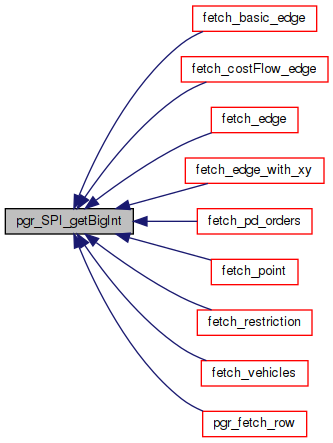 fetch_basic_edge
fetch_costFlow_edge
fetch_edge
fetch_edge_with_xy
pgr_SPI_getBigInt
fetch_pd_orders
fetch_point
fetch_restriction
fetch_vehicles
pgr_fetch_row